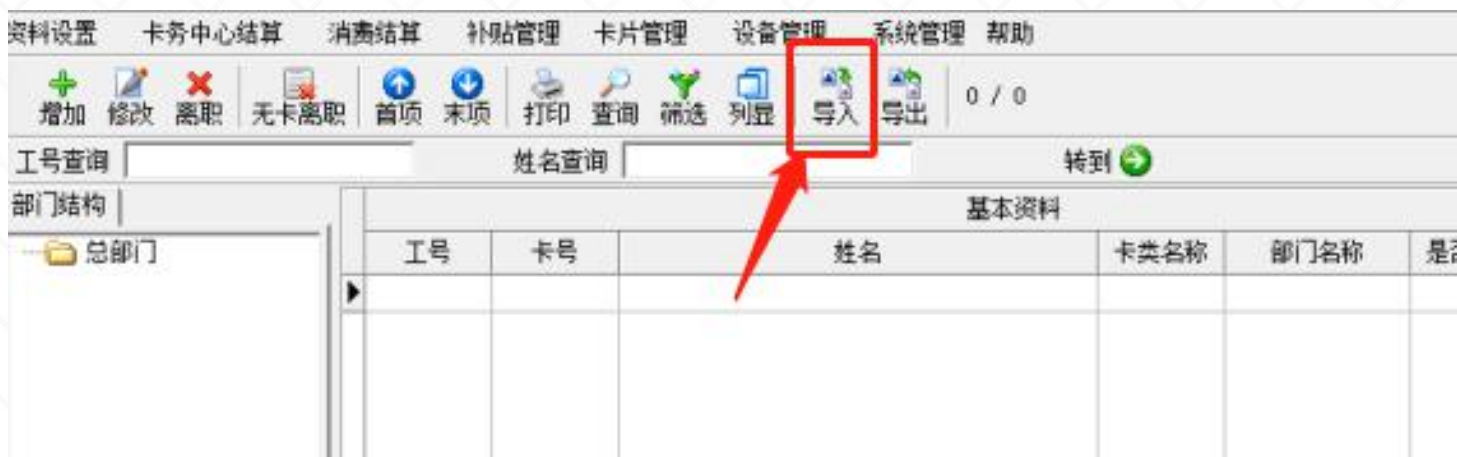 资料设置 卡务中心结算 消费结算 补贴管理 卡片管理 设备管理 系统管理 帮助
增加 修改 离职 无卡离职 首项 末项 打印 查询 筛选 列显 导入 导出 0 / 0
工号查询 姓名查询 转到
部门结构 基本资料
总部门 工号 卡号 姓名 卡类名称 部门名称 是否